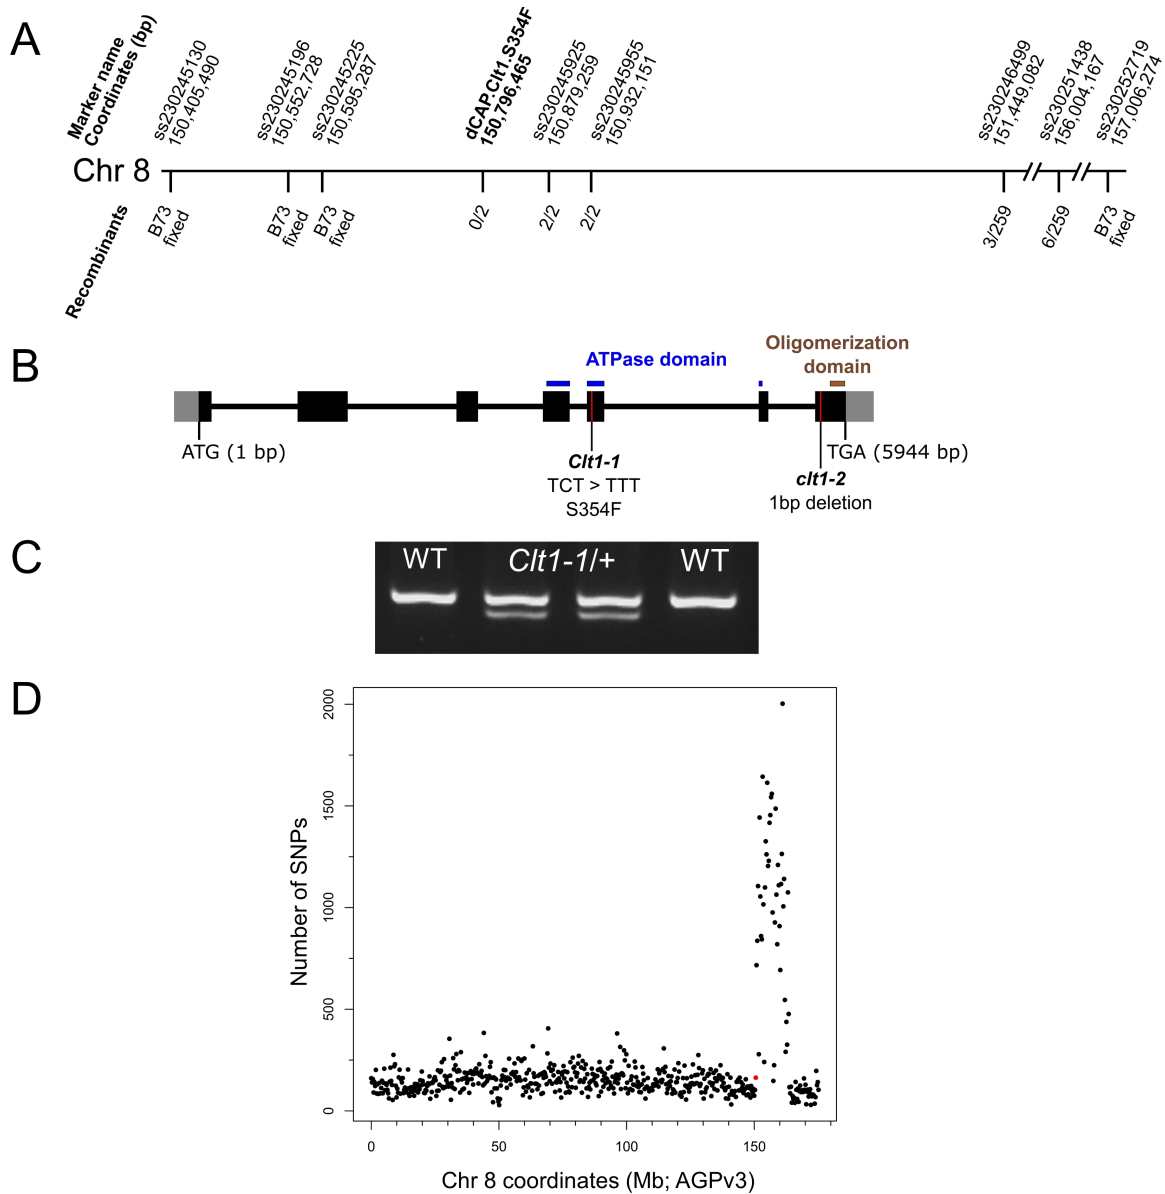 A
Marker name
Coordinates (bp)
ss230245130
150,405,490
ss230245196
150,552,728
ss230245225
150,595,287
dCAP.Clt1.S354F
150,796,465
ss230245925
150,879,259
ss230245955
150,932,151
ss230246499
151,449,082
ss230251438
156,004,167
ss230252719
157,006,274
Chr 8
Recombinants
B73
fixed
B73
fixed
B73
fixed
0/2
2/2
2/2
3/259
6/259
B73
fixed
B
ATPase domain
Oligomerization
domain
ATG (1 bp)
TGA (5944 bp)
Clt1-1
TCT > TTT
S354F
clt1-2
1bp deletion
C
WT
Clt1-1/+
WT
D
Number of SNPs
2000
1500
1000
500
0
0
50
100
150
Chr 8 coordinates (Mb; AGPv3)